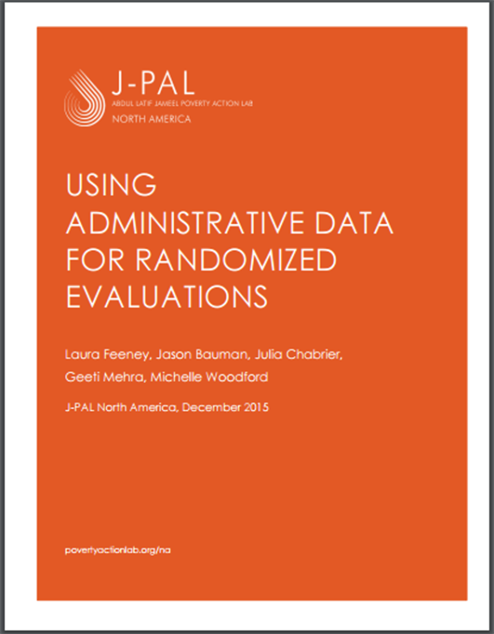 J-PAL
ABDUL LATIF JAMEEL POVERTY ACTION LAB
NORTH AMERICA
USING
ADMINISTRATIVE DATA
FOR RANDOMIZED
EVALUATIONS
Laura Feeney, Jason Bauman, Julia Chabrier,
Geeti Mehra, Michelle Woodford
J-PAL North America, December 2015
povertyactionlab.org/na